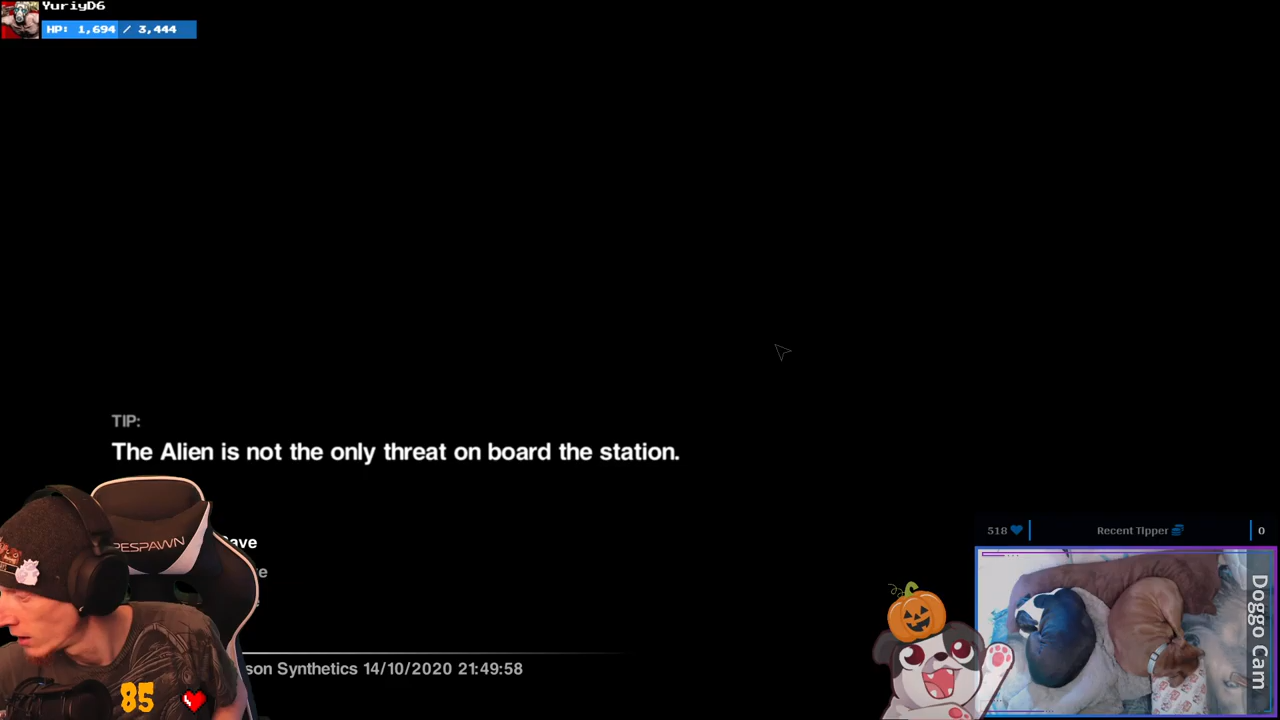 YuriyD6
HP: 1,694 / 3,444
TIP:
The Alien is not the only threat on board the station.
PESPAWN
518
Recent Tipper
0
son Synthetics 14/10/2020 21:49:58
85
Doggo Cam